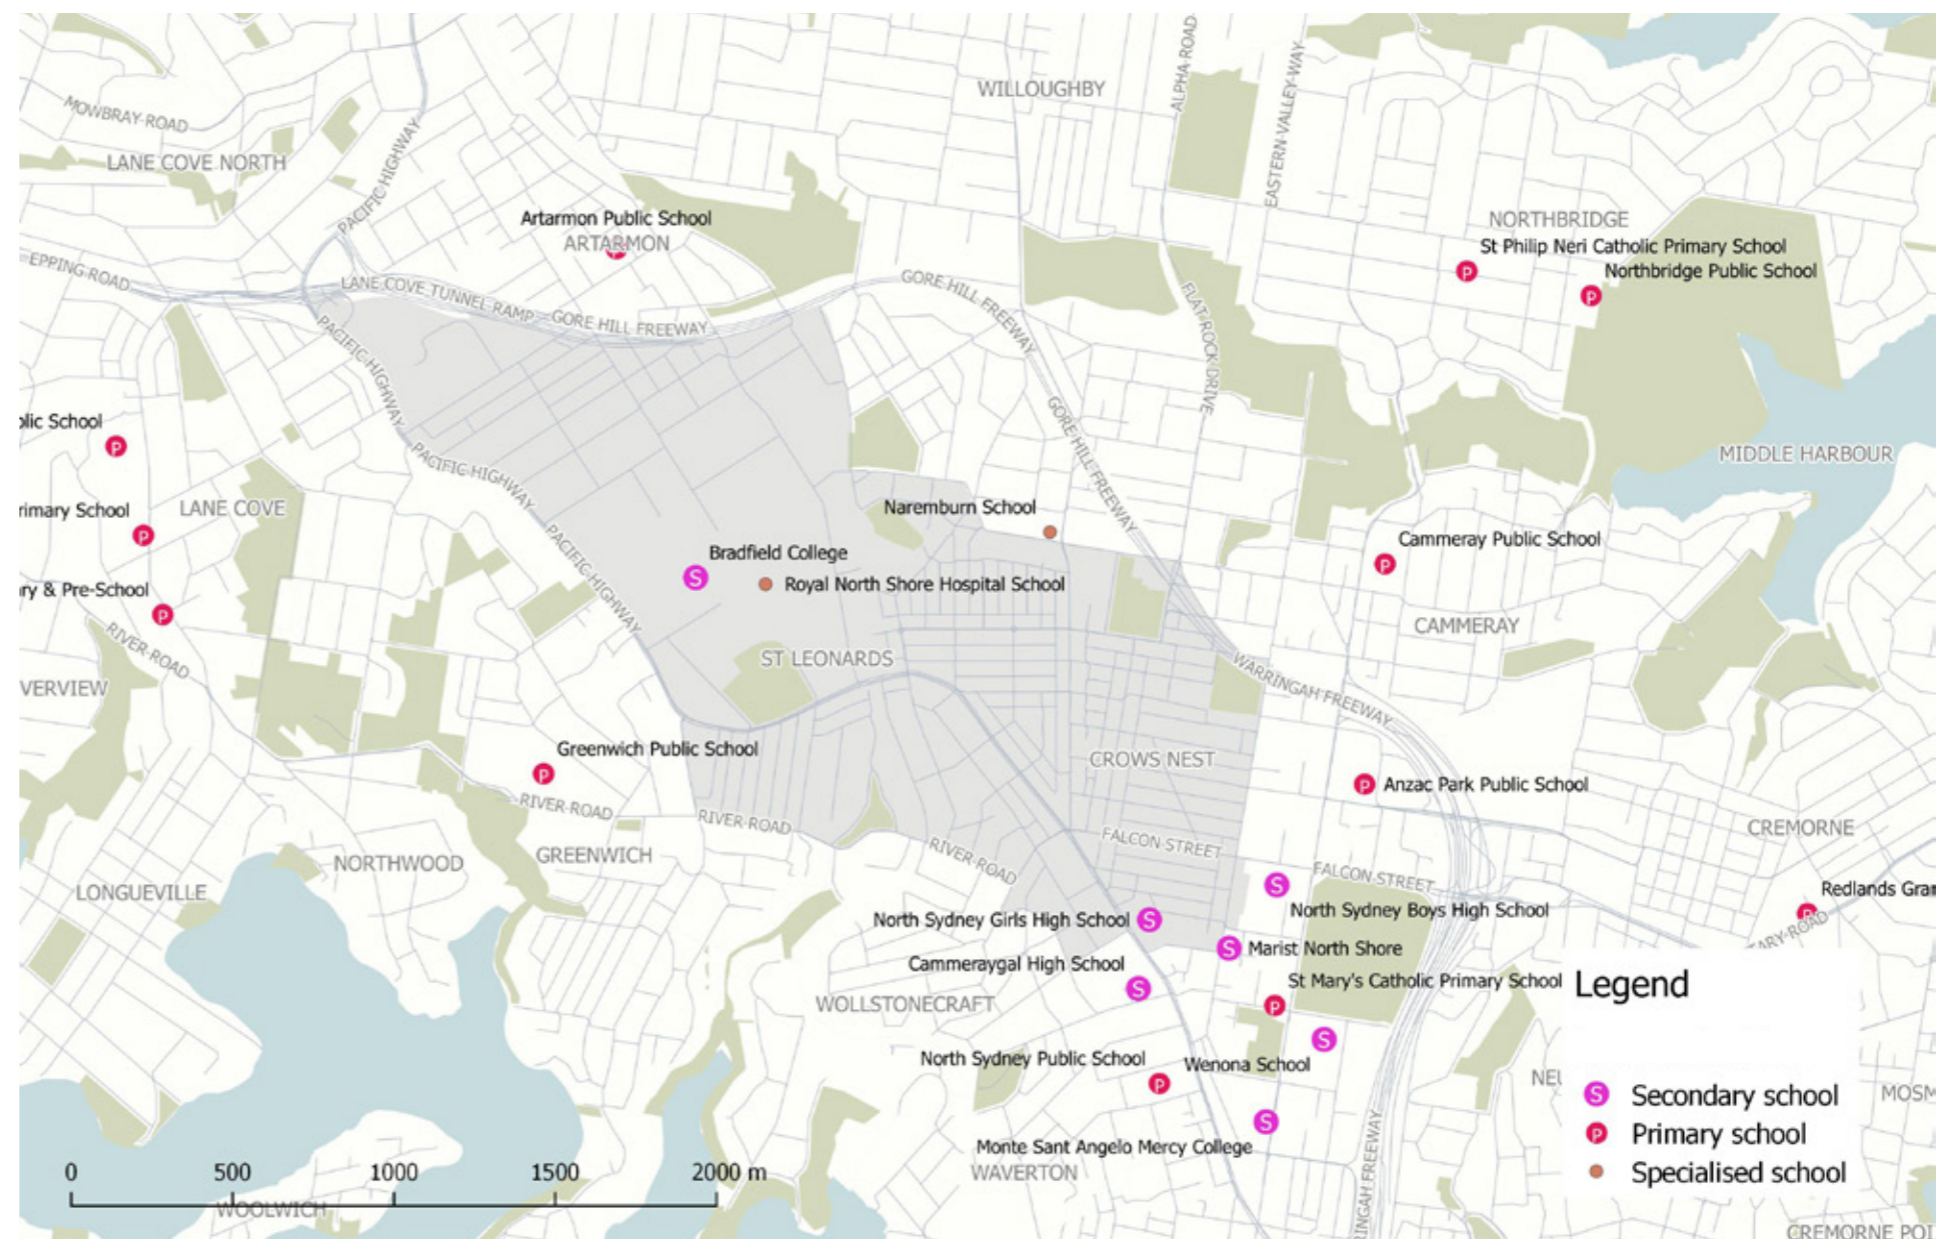 WILLOUGHBY
ALPHA ROAD
EASTERN VALLEY WAY
MOWBRAY ROAD
LANE COVE NORTH
PACIFIC HIGHWAY
Artarmon Public School
ARTARMON
NORTHBRIDGE
St Philip Neri Catholic Primary School
Northbridge Public School
EPPING ROAD
LANE COVE TUNNEL RAMP
GORE HILL FREEWAY
GORE HILL FREEWAY
FLAT ROCK DRIVE
PACIFIC HIGHWAY
GORE HILL FREEWAY
School
P
PACIFIC HIGHWAY
MIDDLE HARBOUR
Primary School
LANE COVE
P
Naremburn School
PACIFIC HIGHWAY
Cammeray Public School
P
Bradfield College
S
Royal North Shore Hospital School
& Pre-School
P
RIVER ROAD
CAMMERAY
ST LEONARDS
WARRINGAH FREEWAY
Greenwich Public School
P
CROWS NEST
Anzac Park Public School
P
RIVER ROAD
RIVER ROAD
FALCON STREET
CREMORNE
NORTHWOOD
GREENWICH
RIVER ROAD
FALCON STREET
LONGUEVILLE
S
North Sydney Boys High School
Redlands
P
North Sydney Girls High School
S
Marist North Shore
S
Cammeraygal High School
S
St Mary's Catholic Primary School
P
Legend
WOLLSTONECRAFT
North Sydney Public School
P
Wenona School
S
S Secondary school
P Primary school
Specialised school
Monte Sant Angelo Mercy College
S
WAVERTON
0 500 1000 1500 2000 m
WOOLWICH
FREEWAY
CREMORNE